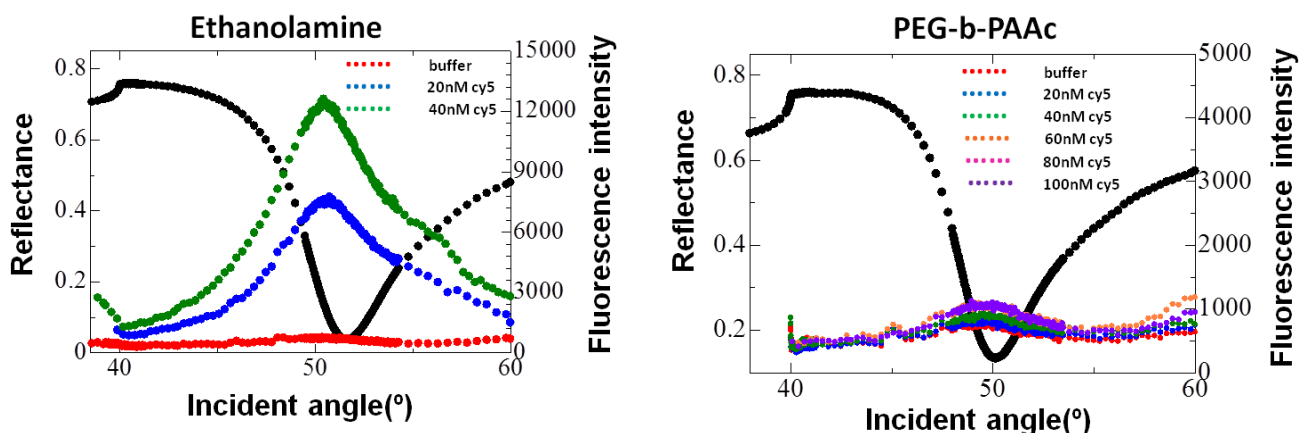 Ethanolamine
buffer
20nM cy5
40nM cy5
0.8
0.6
0.4
0.2
0
15000
12000
9000
6000
3000
0
40
50
60
Reflectance
Fluorescence intensity
Incident angle(º)
PEG-b-PAAc
buffer
20nM cy5
40nM cy5
60nM cy5
80nM cy5
100nM cy5
0.8
0.6
0.4
0.2
5000
4000
3000
2000
1000
0
40
50
60
Reflectance
Fluorescence intensity
Incident angle(º)